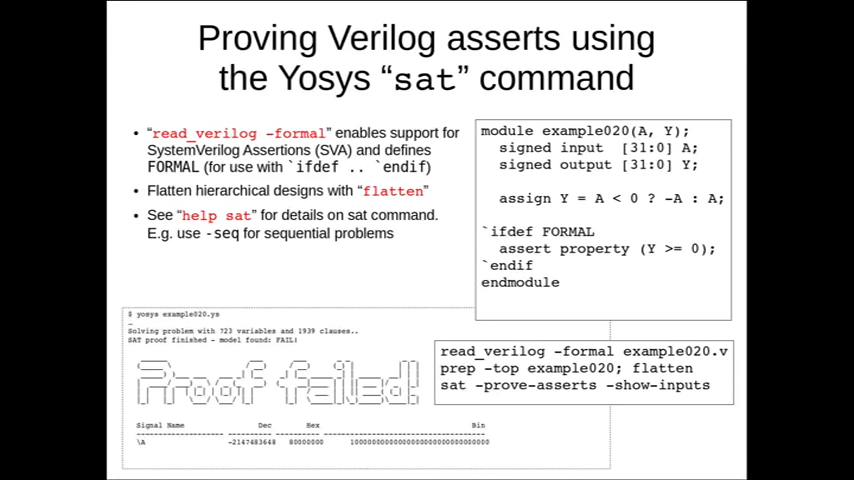 Proving Verilog asserts using
the Yosys “sat” command
• “read_verilog -formal” enables support for
SystemVerilog Assertions (SVA) and defines
FORMAL (for use with `ifdef .. `endif)
• Flatten hierarchical designs with “flatten”
• See “help sat” for details on sat command.
E.g. use -seq for sequential problems
module example020(A, Y);
signed input [31:0] A;
signed output [31:0] Y;
assign Y = A < 0 ? -A : A;
`ifdef FORMAL
assert property (Y >= 0);
`endif
endmodule
$ yosys example020.ys
…
Solving problem with 723 variables and 1939 clauses..
SAT proof finished - model found: FAIL!
Proof failed!
Signal Name Dec Hex Bin
\A -2147483648 80000000 10000000000000000000000000000000
read_verilog -formal example020.v
prep -top example020; flatten
sat -prove-asserts -show-inputs